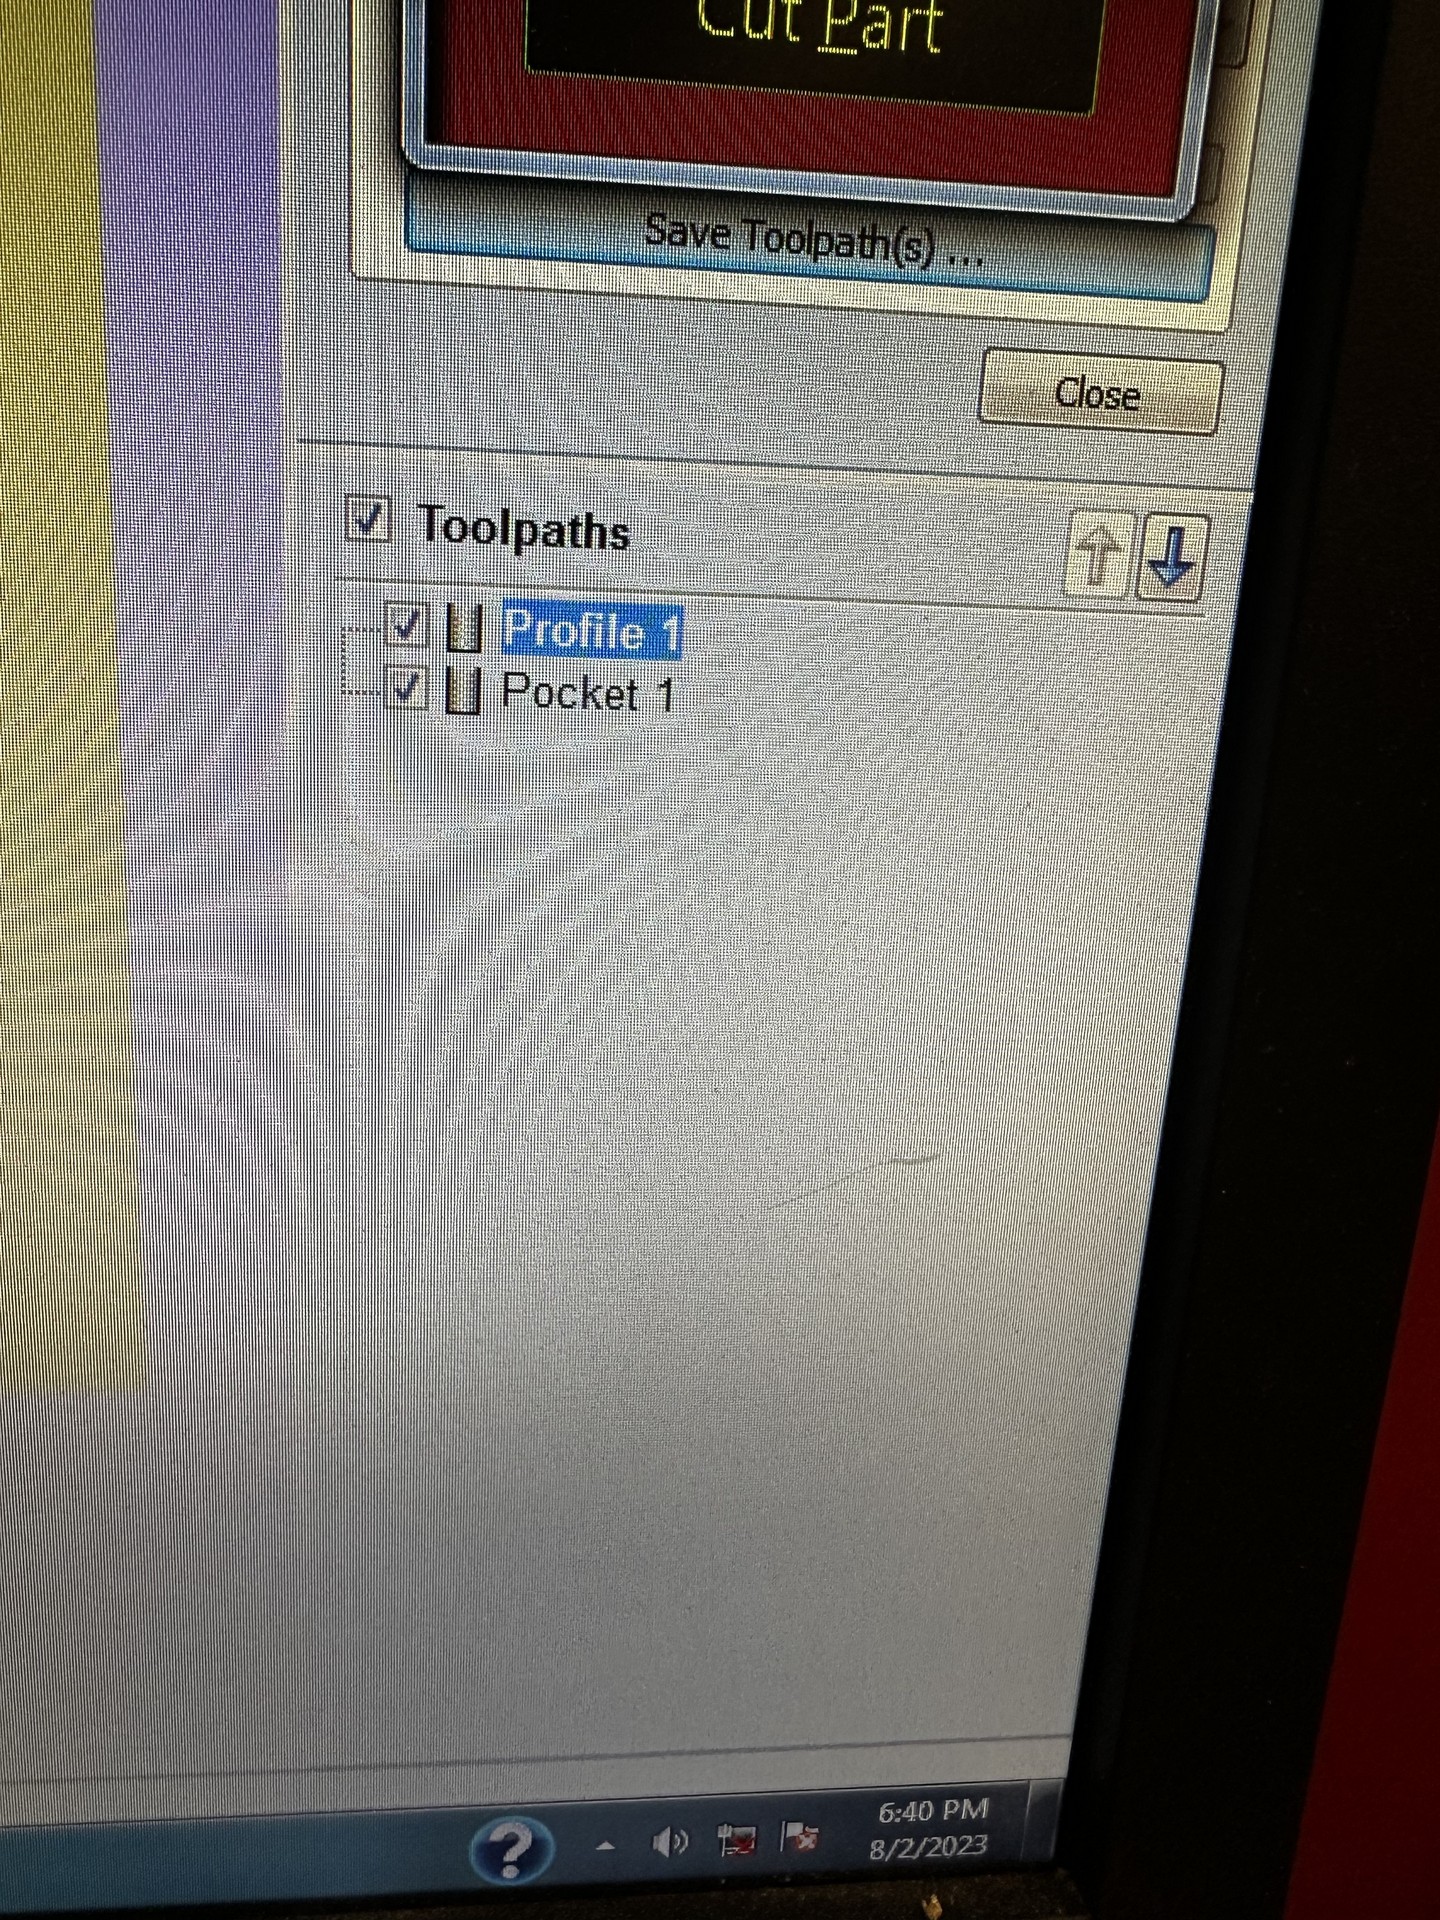 Cut Part
Save Toolpath(s) ...
Close
Toolpaths
Profile 1
Pocket 1
6:40 PM
8/2/2023